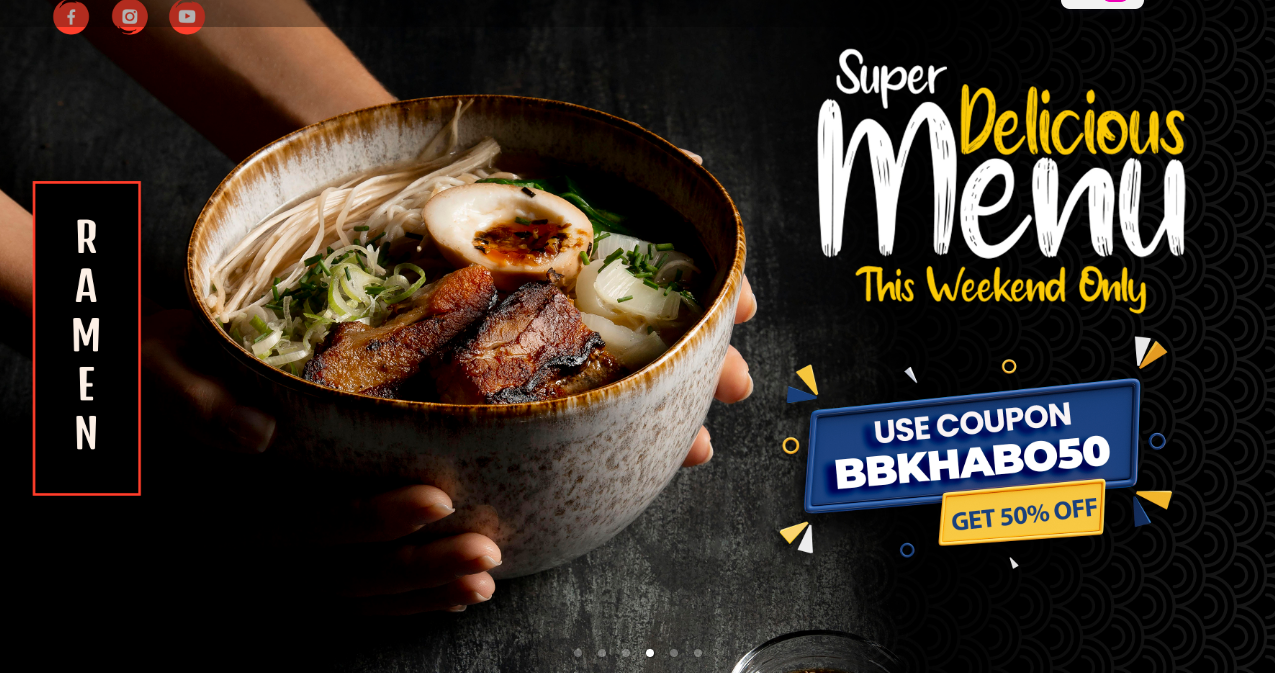 RAMEN
Super
Delicious
Menu
This Weekend Only
USE COUPON
BBKHABO50
GET 50% OFF